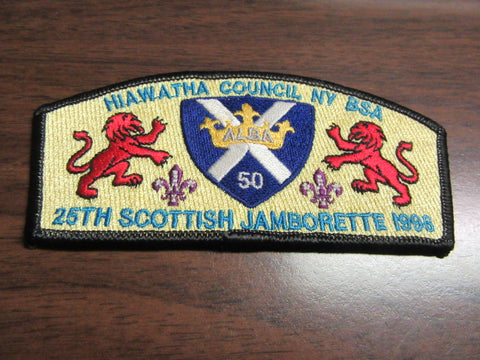 HIAWATHA COUNCIL NY BSA
ALBA
50
25TH SCOTTISH JAMBORETTE 1998